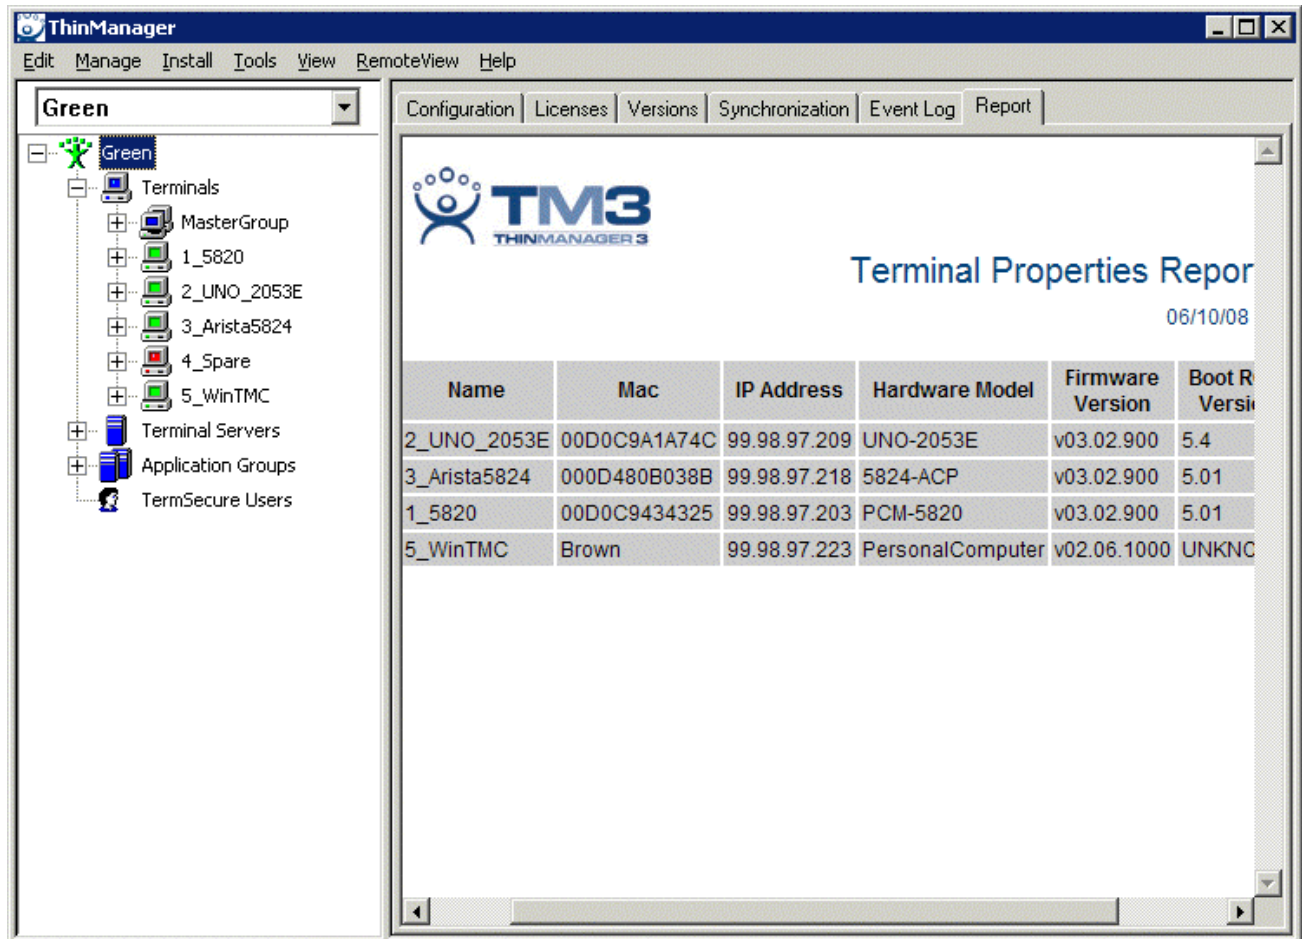 ThinManager
Edit Manage Install Tools View RemoteView Help
Green
Green
Terminals
MasterGroup
1_5820
2_UNO_2053E
3_Arista5824
4_Spare
5_WinTMC
Terminal Servers
Application Groups
TermSecure Users
Configuration Licenses Versions Synchronization Event Log Report
TM3
THINMANAGER 3
Terminal Properties Repor
06/10/08
Name Mac IP Address Hardware Model Firmware Version Boot R Versi
2_UNO_2053E 00D0C9A1A74C 99.98.97.209 UNO-2053E v03.02.900 5.4
3_Arista5824 000D480B038B 99.98.97.218 5824-ACP v03.02.900 5.01
1_5820 00D0C9434325 99.98.97.203 PCM-5820 v03.02.900 5.01
5_WinTMC Brown 99.98.97.223 PersonalComputer v02.06.1000 UNKNO